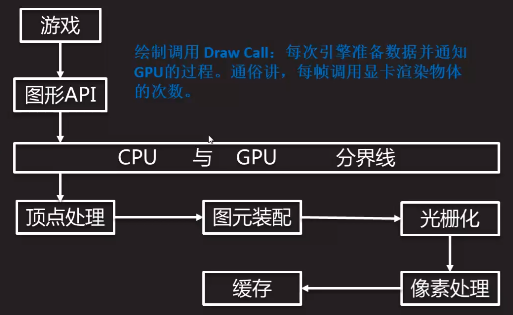 游戏
绘制调用 Draw Call：每次引擎准备数据并通知
GPU的过程。通俗讲，每帧调用显卡渲染物体
的次数。
图形API
CPU 与 GPU 分界线
顶点处理
图元装配
光栅化
缓存
像素处理